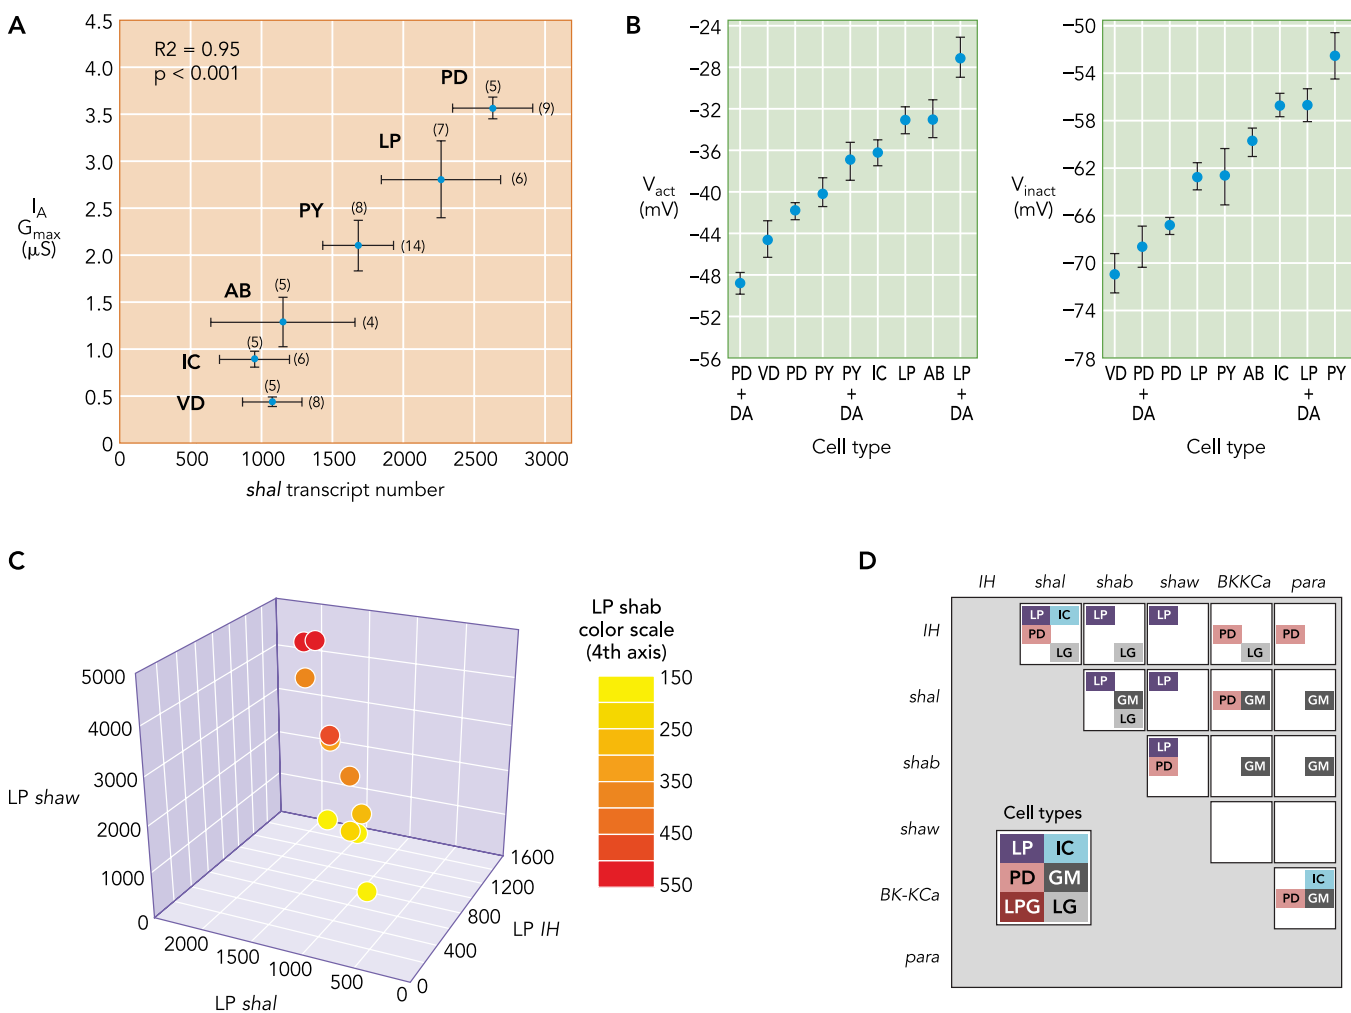 A
4.5
4.0
3.5
3.0
2.5
2.0
1.5
1.0
0.5
0
I_A
G_max
(μS)
R2 = 0.95
p < 0.001
PD
(5)
(9)
LP
(7)
(6)
PY
(8)
(14)
AB
(5)
(4)
IC
(5)
(6)
VD
(5)
(8)
0 500 1000 1500 2000 2500 3000
shal transcript number
B
−24
−28
−32
−36
−40
−44
−48
−52
−56
V_act
(mV)
PD + DA
VD
PD
PY
PY + DA
IC
LP
AB
LP + DA
Cell type
−50
−54
−58
−62
−66
−70
−74
−78
V_inact
(mV)
VD
PD + DA
PD
LP
PY
AB
IC
LP + DA
PY
Cell type
C
5000
4000
3000
2000
1000
0
LP shaw
2000
1500
1000
500
0
LP shal
0
400
800
1200
1600
LP IH
LP shab
color scale
(4th axis)
150
250
350
450
550
D
IH shal shab shaw BKKCa para
IH
LP IC
PD
LG
LP
LG
LP
PD
LG
PD
shal
LP
GM
LG
LP
PD GM
GM
shab
LP
PD
GM
GM
shaw
BK-KCa
IC
PD GM
para
Cell types
LP IC
PD GM
LPG LG